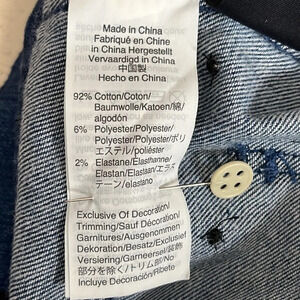 Made in China
Fabriqué en Chine
in China Hergestellt
Vervaardigd in China
中国製
Hecho en China
92% Cotton/Coton/
Baumwolle/Katoen/綿/
algodón
6% Polyester/Polyester/
Polyester/Polyester/ポリ
エステル/poliéster
2% Elastane/Élasthanne/
Elastan/Elastaan/エラス
テーン/elastano
Exclusive Of Decoration/
Trimming/Sauf Décoration/
Garnitures/Ausgenommen
Dekoration/Besatz/Exclusief
Versiering/Garneersel/装飾
部分を除く/トリム部/No
Incluye Decoración/Ribete